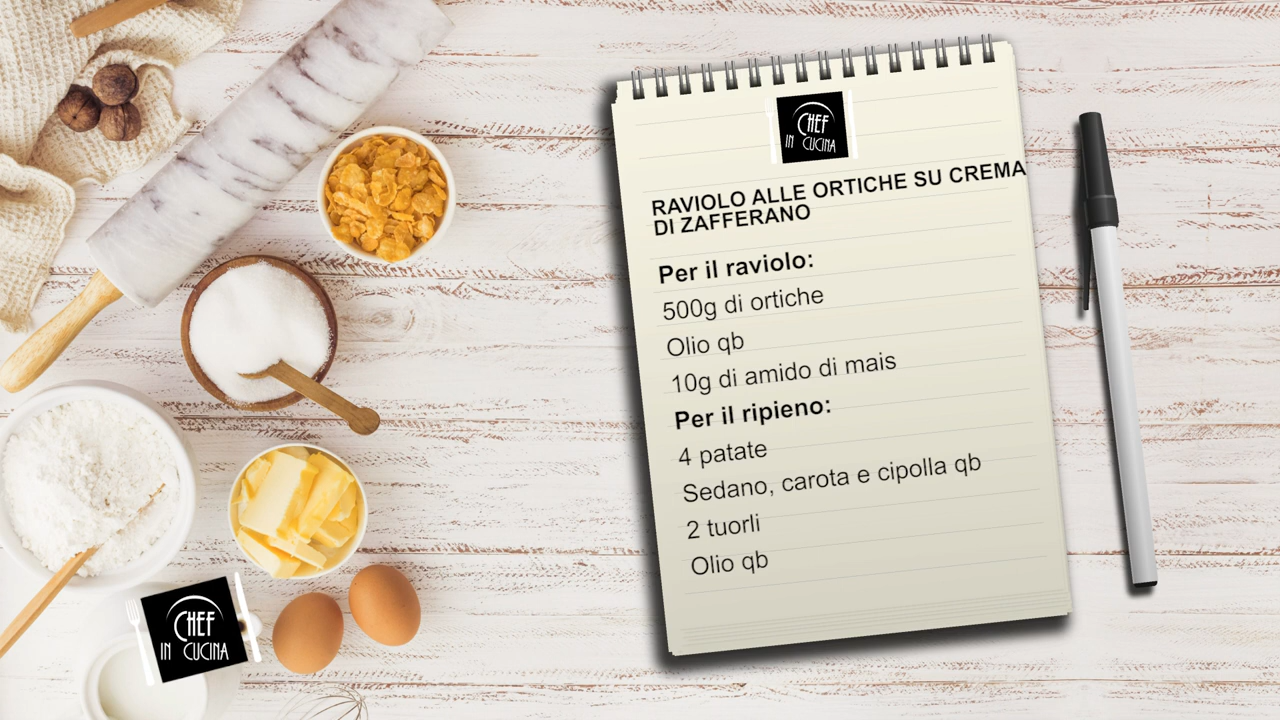 CHEF
IN CUCINA
RAVIOLO ALLE ORTICHE SU CREMA
DI ZAFFERANO
Per il raviolo:
500g di ortiche
Olio qb
10g di amido di mais
Per il ripieno:
4 patate
Sedano, carota e cipolla qb
2 tuorli
Olio qb
CHEF
IN CUCINA